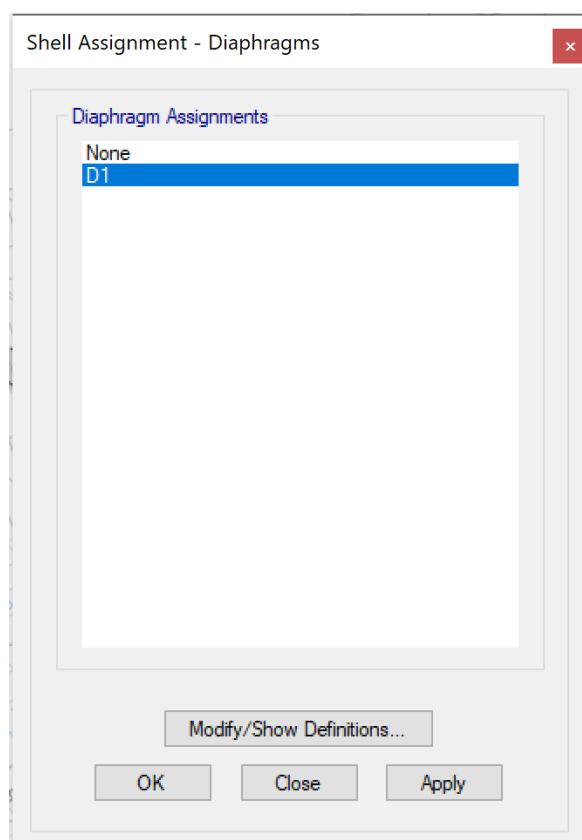 Shell Assignment - Diaphragms
Diaphragm Assignments
None
D1
Modify/Show Definitions...
OK
Close
Apply